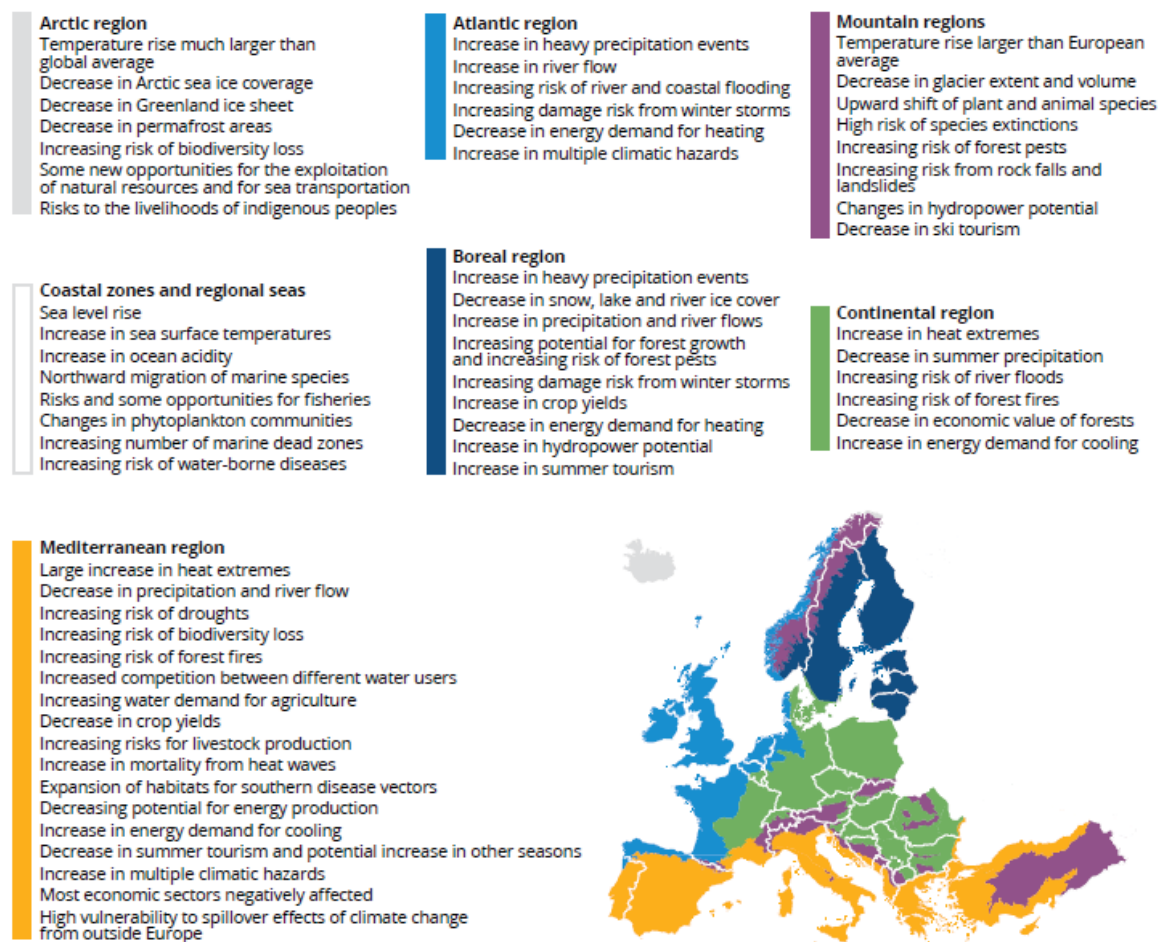 Arctic region
Temperature rise much larger than
global average
Decrease in Arctic sea ice coverage
Decrease in Greenland ice sheet
Decrease in permafrost areas
Increasing risk of biodiversity loss
Some new opportunities for the exploitation
of natural resources and for sea transportation
Risks to the livelihoods of indigenous peoples
Atlantic region
Increase in heavy precipitation events
Increase in river flow
Increasing risk of river and coastal flooding
Increasing damage risk from winter storms
Decrease in energy demand for heating
Increase in multiple climatic hazards
Mountain regions
Temperature rise larger than European
average
Decrease in glacier extent and volume
Upward shift of plant and animal species
High risk of species extinctions
Increasing risk of forest pests
Increasing risk from rock falls and
landslides
Changes in hydropower potential
Decrease in ski tourism
Coastal zones and regional seas
Sea level rise
Increase in sea surface temperatures
Increase in ocean acidity
Northward migration of marine species
Risks and some opportunities for fisheries
Changes in phytoplankton communities
Increasing number of marine dead zones
Increasing risk of water-borne diseases
Boreal region
Increase in heavy precipitation events
Decrease in snow, lake and river ice cover
Increase in precipitation and river flows
Increasing potential for forest growth
and increasing risk of forest pests
Increasing damage risk from winter storms
Increase in crop yields
Decrease in energy demand for heating
Increase in hydropower potential
Increase in summer tourism
Continental region
Increase in heat extremes
Decrease in summer precipitation
Increasing risk of river floods
Increasing risk of forest fires
Decrease in economic value of forests
Increase in energy demand for cooling
Mediterranean region
Large increase in heat extremes
Decrease in precipitation and river flow
Increasing risk of droughts
Increasing risk of biodiversity loss
Increasing risk of forest fires
Increased competition between different water users
Increasing water demand for agriculture
Decrease in crop yields
Increasing risks for livestock production
Increase in mortality from heat waves
Expansion of habitats for southern disease vectors
Decreasing potential for energy production
Increase in energy demand for cooling
Decrease in summer tourism and potential increase in other seasons
Increase in multiple climatic hazards
Most economic sectors negatively affected
High vulnerability to spillover effects of climate change
from outside Europe